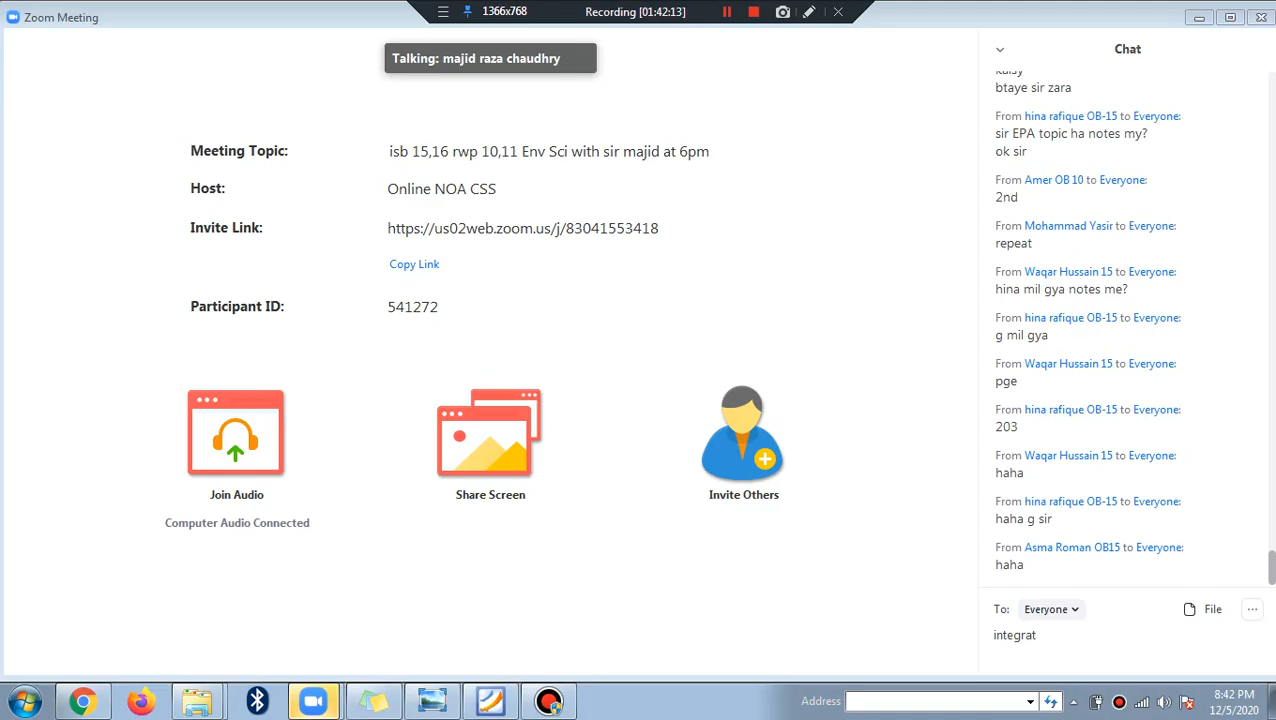 Zoom Meeting
1366x768
Recording [01:42:13]
Talking: majid raza chaudhry
Meeting Topic: isb 15,16 rwp 10,11 Env Sci with sir majid at 6pm
Host: Online NOA CSS
Invite Link: https://us02web.zoom.us/j/83041553418
Copy Link
Participant ID: 541272
Join Audio
Computer Audio Connected
Share Screen
Invite Others
Chat
btaye sir zara
From hina rafique OB-15 to Everyone:
sir EPA topic ha notes my?
ok sir
From Amer OB 10 to Everyone:
2nd
From Mohammad Yasir to Everyone:
repeat
From Waqar Hussain 15 to Everyone:
hina mil gya notes me?
From hina rafique OB-15 to Everyone:
g mil gya
From Waqar Hussain 15 to Everyone:
pge
From hina rafique OB-15 to Everyone:
203
From Waqar Hussain 15 to Everyone:
haha
From hina rafique OB-15 to Everyone:
haha g sir
From Asma Roman OB15 to Everyone:
haha
To: Everyone
File
integrat
Address
8:42 PM
12/5/2020